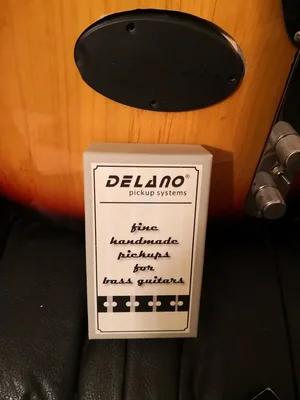 DELANO®
pickup systems
fine
handmade
pickups
for
bass guitars